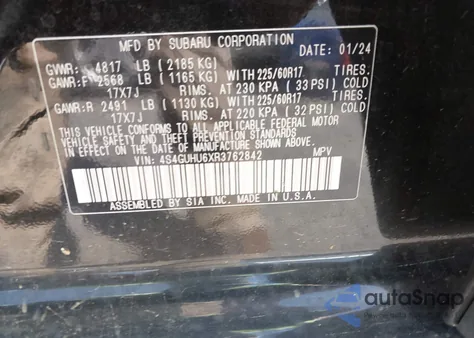 MFD BY SUBARU CORPORATION DATE: 01/24
GVWR: 4817 LB (2185 KG)
GAWR:F 2568 LB (1165 KG) WITH 225/60R17 TIRES.
17X7J RIMS. AT 230 KPA (33 PSI) COLD
GAWR:R 2491 LB (1130 KG) WITH 225/60R17 TIRES.
17X7J RIMS. AT 220 KPA (32 PSI) COLD
THIS VEHICLE CONFORMS TO ALL APPLICABLE FEDERAL MOTOR
VEHICLE SAFETY AND THEFT PREVENTION STANDARDS IN
EFFECT ON THE DATE OF MANUFACTURE SHOWN ABOVE.
VIN: 4S4GUHU6XR3762842 MPV
ASSEMBLED BY SIA INC. MADE IN U.S.A.
autoSnap